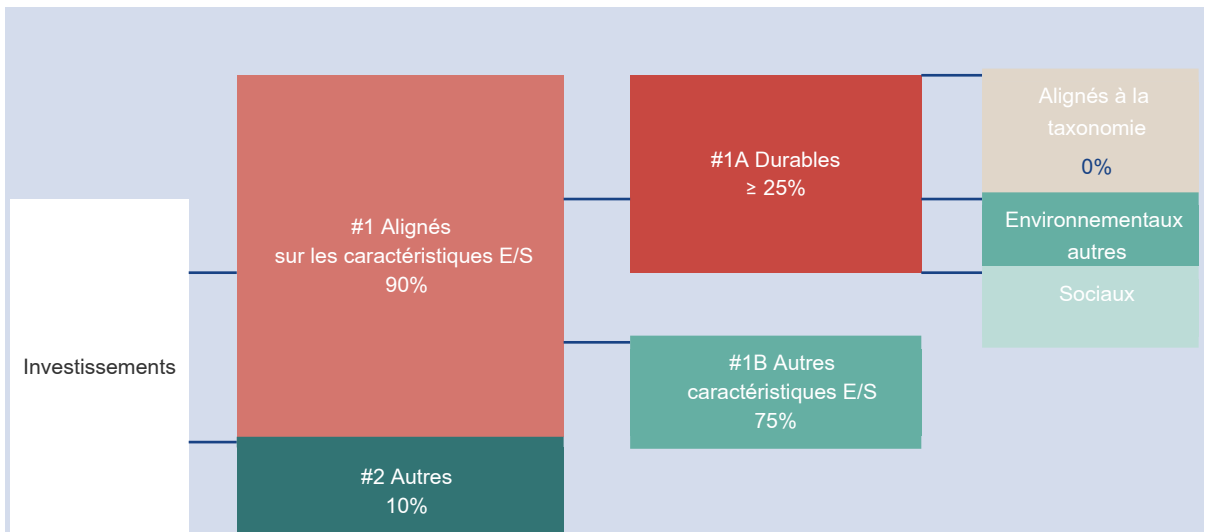 Investissements
#1 Alignés
sur les caractéristiques E/S
90%
#2 Autres
10%
#1A Durables
≥ 25%
#1B Autres
caractéristiques E/S
75%
Alignés à la
taxonomie
0%
Environnementaux
autres
Sociaux